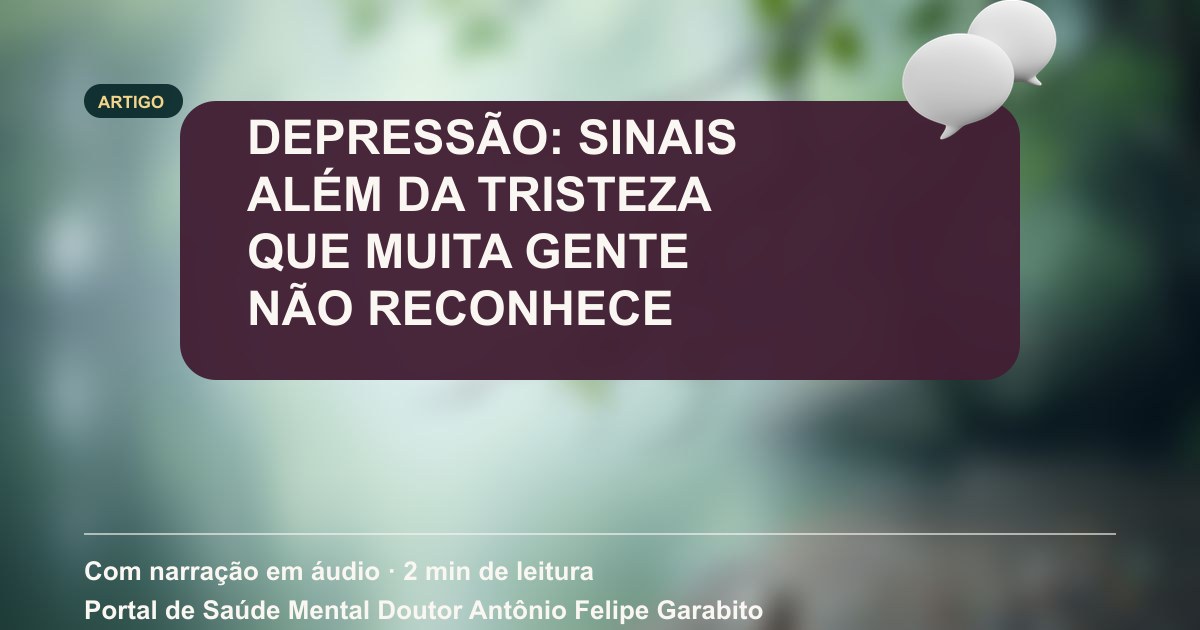 ARTIGO
DEPRESSÃO: SINAIS
ALÉM DA TRISTEZA
QUE MUITA GENTE
NÃO RECONHECE
Com narração em áudio · 2 min de leitura
Portal de Saúde Mental Doutor Antônio Felipe Garabito